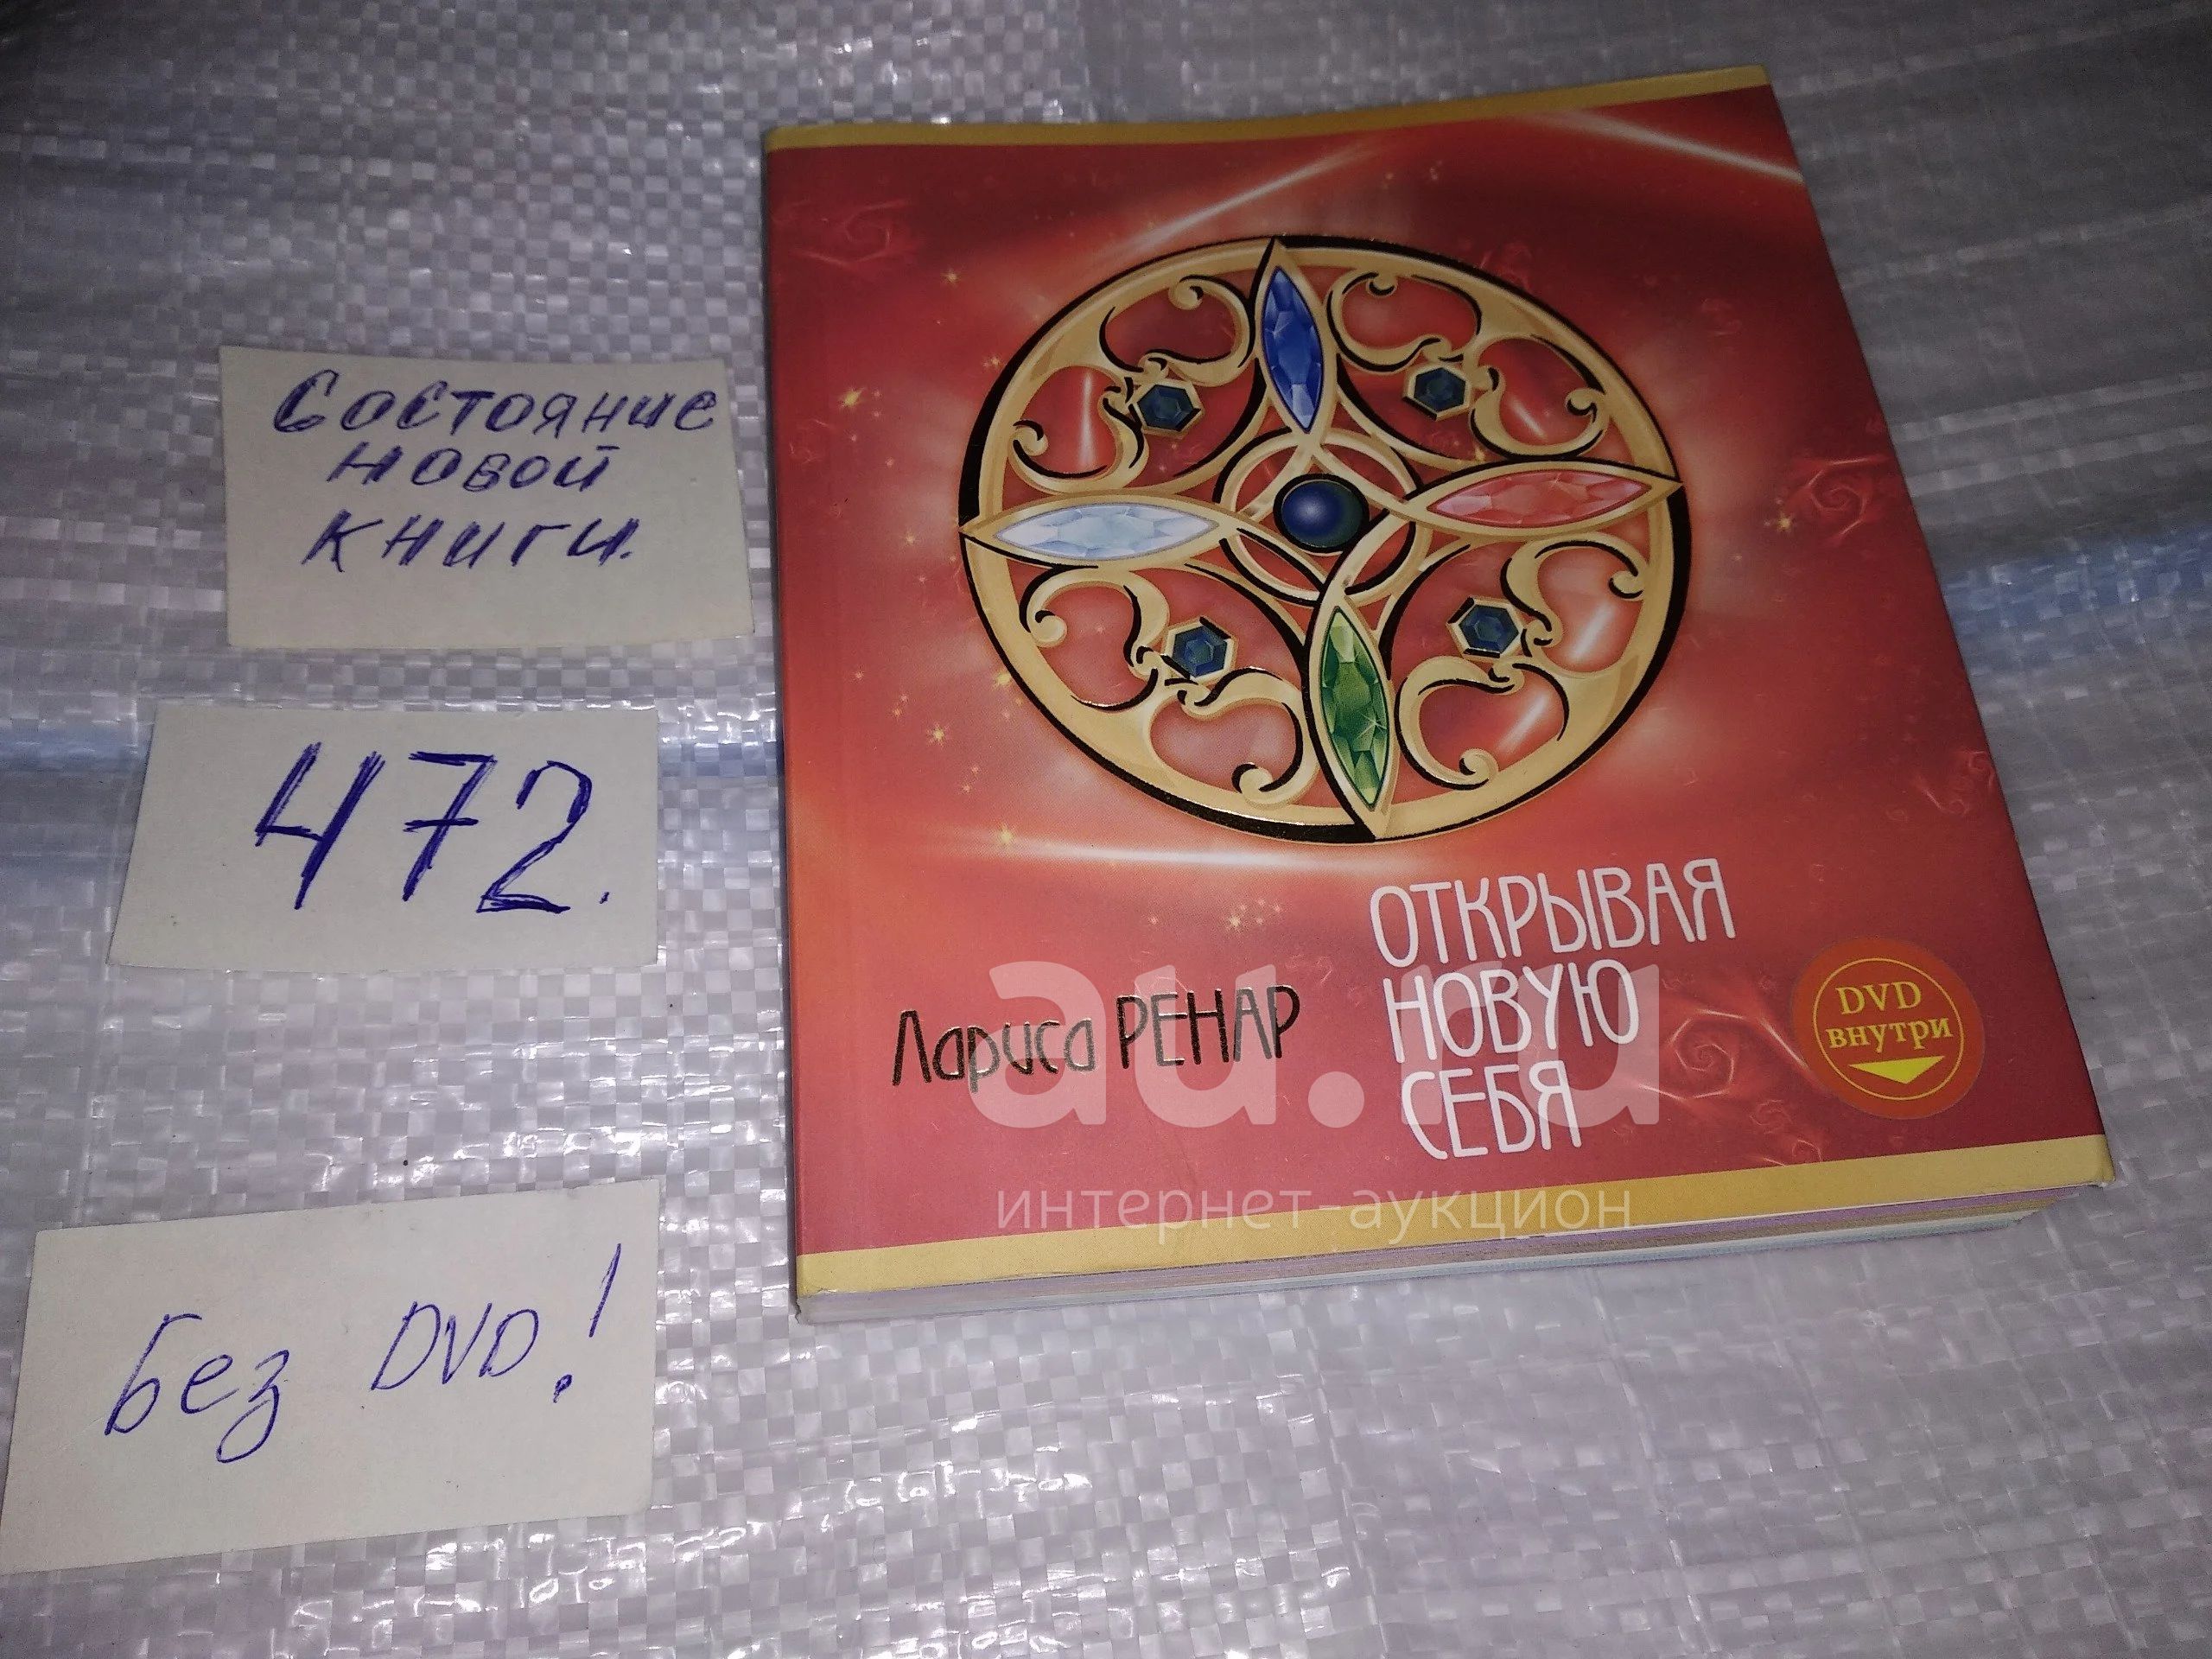 Состояние
новой
книги.
472.
Без DVD!
Лариса РЕНАР
ОТКРЫВАЯ
НОВУЮ
СЕБЯ
DVD
внутри
au.ru
интернет-аукцион